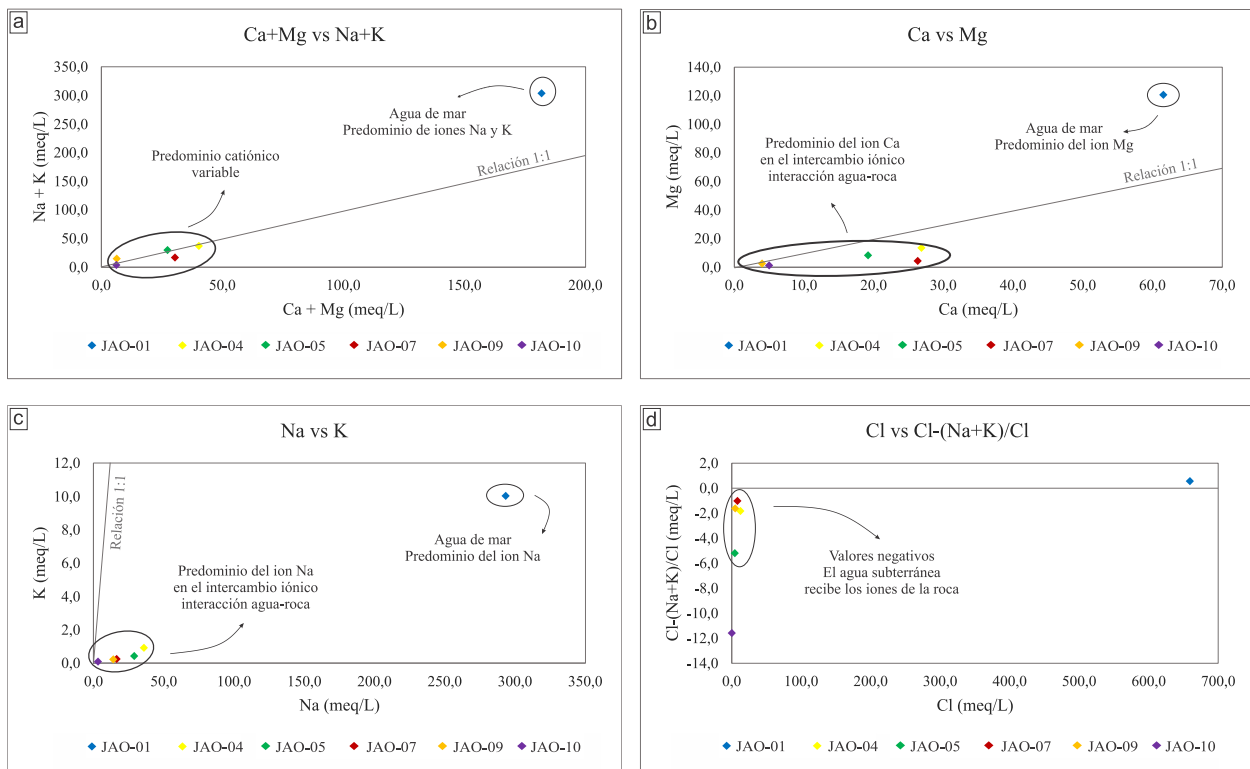 a
Ca+Mg vs Na+K
350,0
300,0
250,0
200,0
150,0
100,0
50,0
0,0
Na + K (meq/L)
Agua de mar
Predominio de iones Na y K
Predominio catiónico
variable
Relación 1:1
0,0 50,0 100,0 150,0 200,0
Ca + Mg (meq/L)
JAO-01 JAO-04 JAO-05 JAO-07 JAO-09 JAO-10
b
Ca vs Mg
140,0
120,0
100,0
80,0
60,0
40,0
20,0
0,0
Mg (meq/L)
Agua de mar
Predominio del ion Mg
Predominio del ion Ca
en el intercambio iónico
interacción agua-roca
Relación 1:1
0,0 10,0 20,0 30,0 40,0 50,0 60,0 70,0
Ca (meq/L)
JAO-01 JAO-04 JAO-05 JAO-07 JAO-09 JAO-10
c
Na vs K
12,0
10,0
8,0
6,0
4,0
2,0
0,0
K (meq/L)
Relación 1:1
Agua de mar
Predominio del ion Na
Predominio del ion Na
en el intercambio iónico
interacción agua-roca
0,0 50,0 100,0 150,0 200,0 250,0 300,0 350,0
Na (meq/L)
JAO-01 JAO-04 JAO-05 JAO-07 JAO-09 JAO-10
d
Cl vs Cl-(Na+K)/Cl
2,0
0,0
-2,0
-4,0
-6,0
-8,0
-10,0
-12,0
-14,0
Cl-(Na+K)/Cl (meq/L)
Valores negativos
El agua subterránea
recibe los iones de la roca
0,0 100,0 200,0 300,0 400,0 500,0 600,0 700,0
Cl (meq/L)
JAO-01 JAO-04 JAO-05 JAO-07 JAO-09 JAO-10